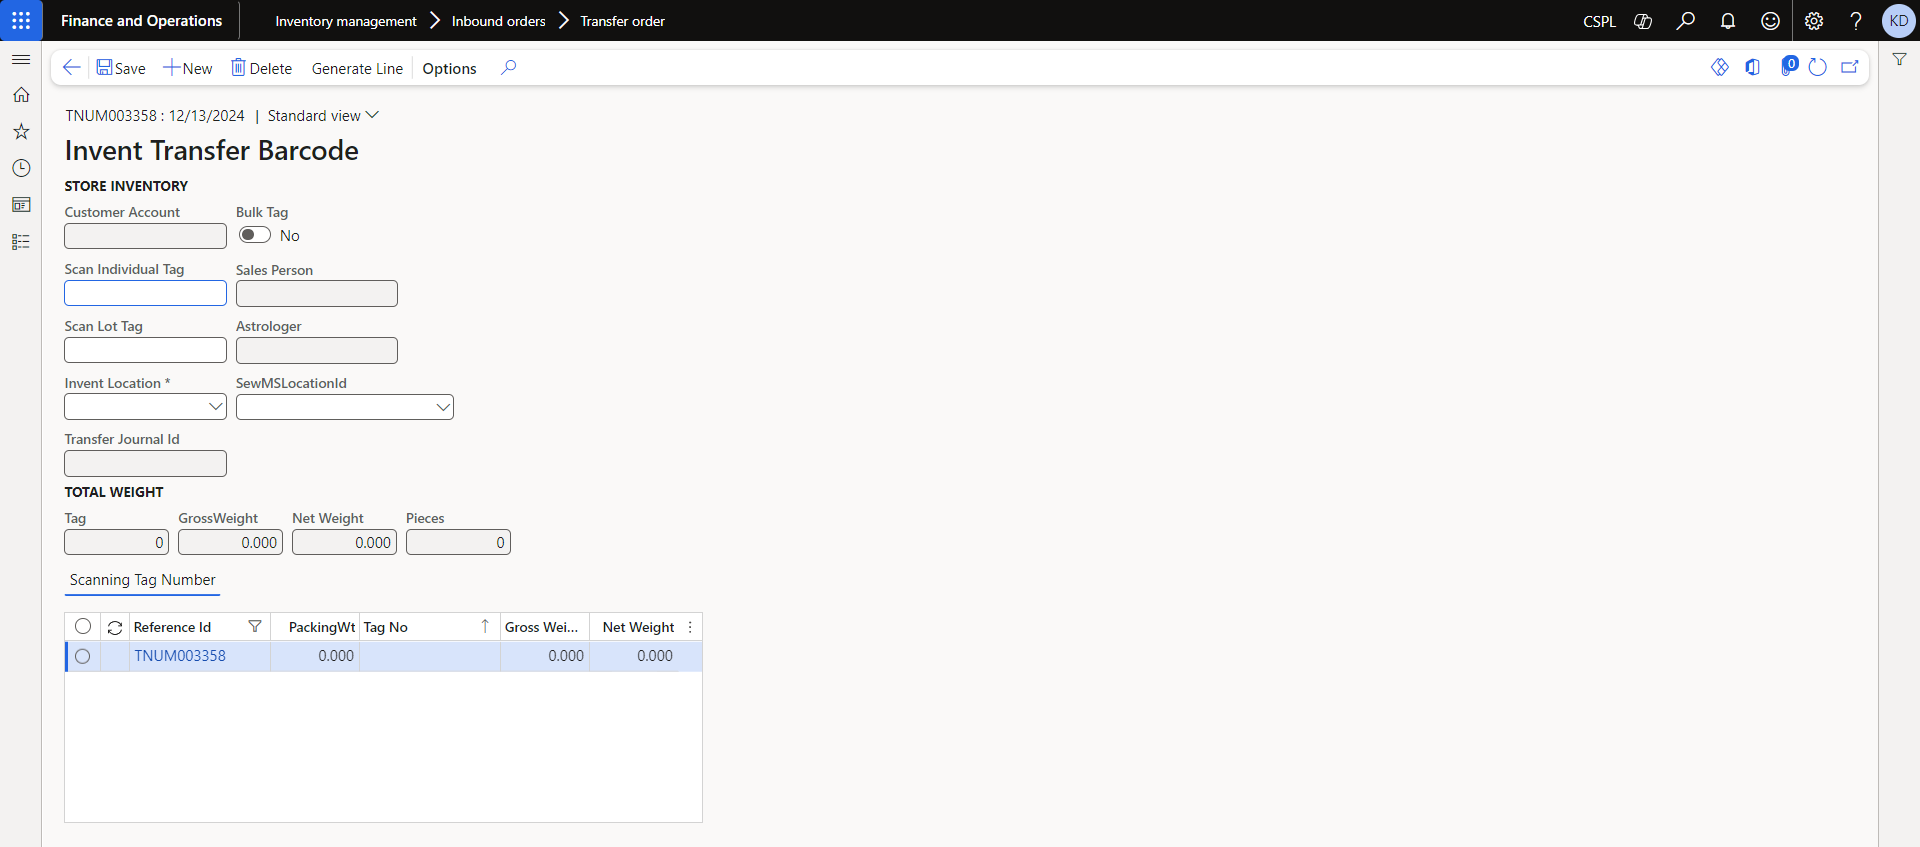 Finance and Operations
Inventory management
Inbound orders
Transfer order
CSPL
KD
Save
New
Delete
Generate Line
Options
0
TNUM003358 : 12/13/2024 | Standard view
Invent Transfer Barcode
STORE INVENTORY
Customer Account
Bulk Tag
No
Scan Individual Tag
Sales Person
Scan Lot Tag
Astrologer
Invent Location *
SewMSLocationId
Transfer Journal Id
TOTAL WEIGHT
Tag GrossWeight Net Weight Pieces
0 0.000 0.000 0
Scanning Tag Number
Reference Id PackingWt Tag No Gross Wei... Net Weight
TNUM003358 0.000 0.000 0.000